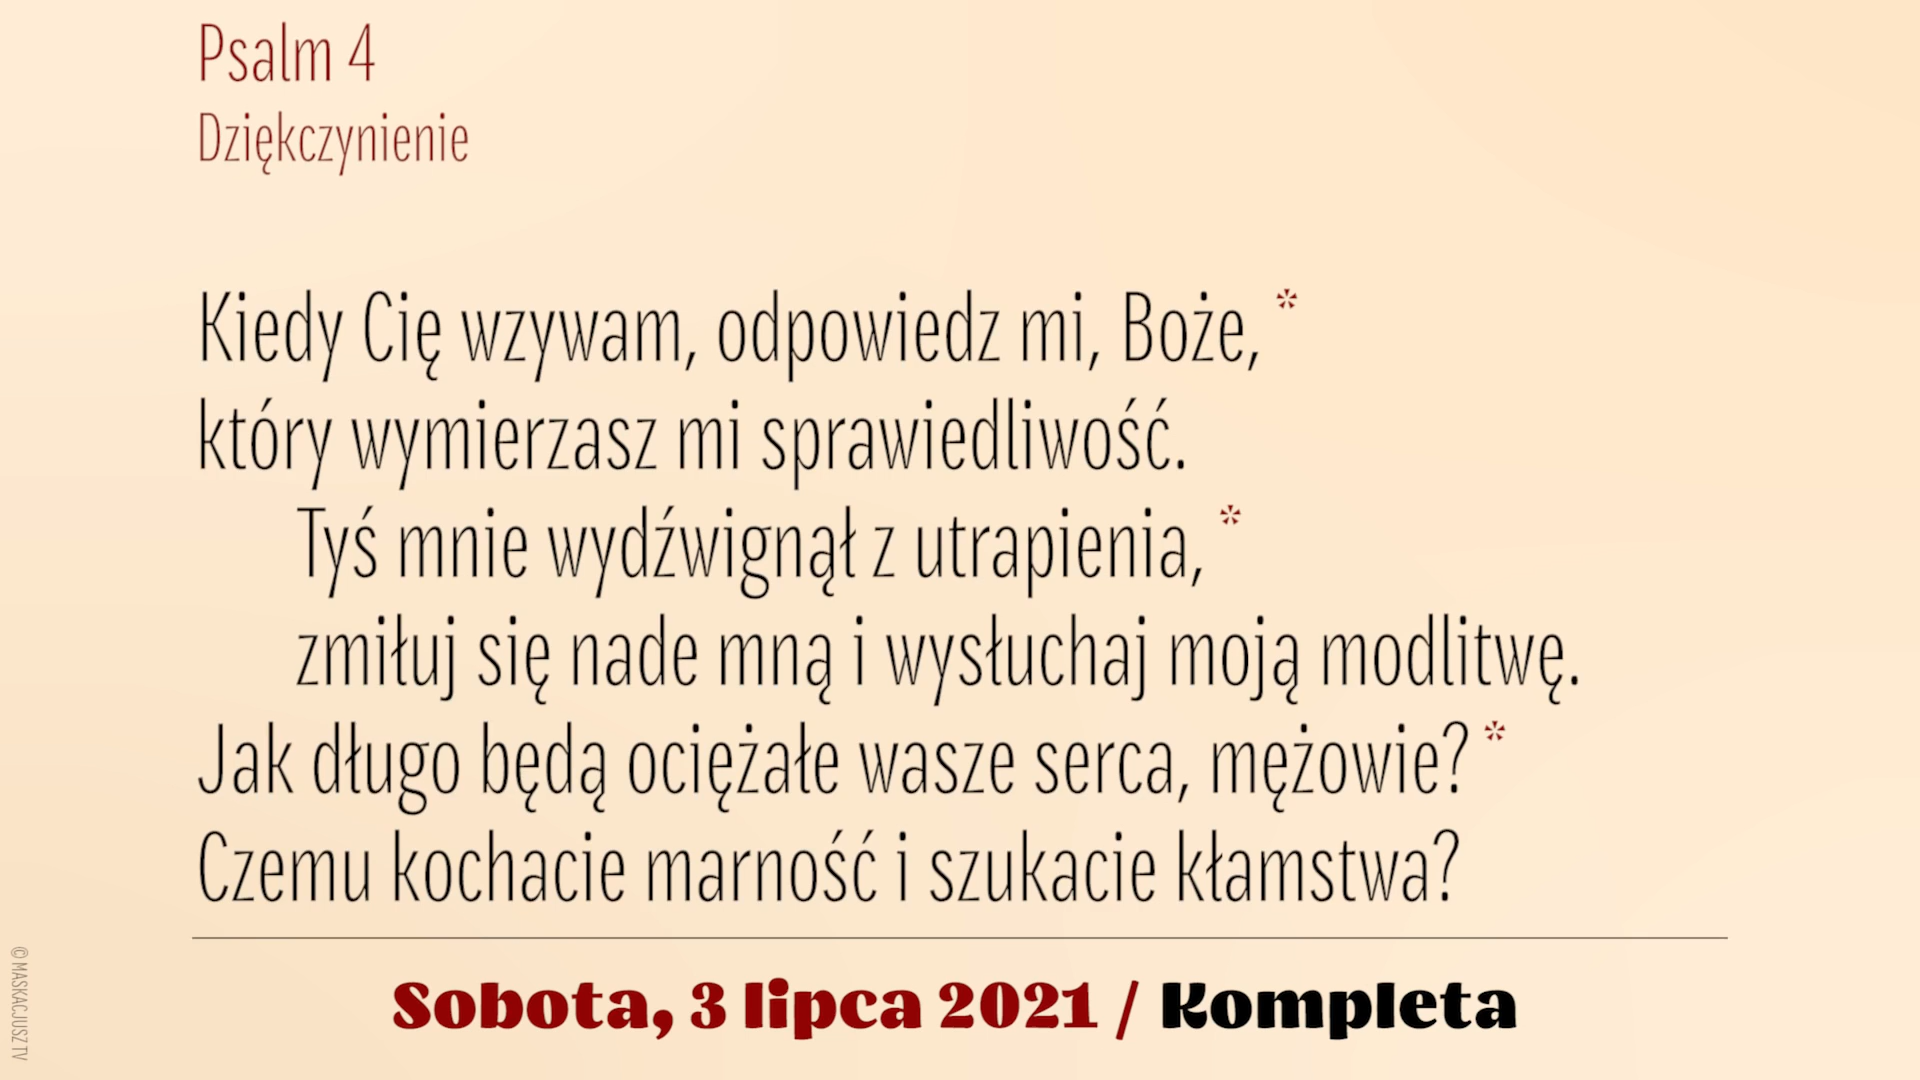 Psalm 4
Dziękczynienie
Kiedy Cię wzywam, odpowiedz mi, Boże, *
który wymierzasz mi sprawiedliwość.
Tyś mnie wydźwignął z utrapienia, *
zmiłuj się nade mną i wysłuchaj moją modlitwę.
Jak długo będą ociężałe wasze serca, mężowie? *
Czemu kochacie marność i szukacie kłamstwa?
Sobota, 3 lipca 2021 / Kompleta
© MASKACJUSZ TV